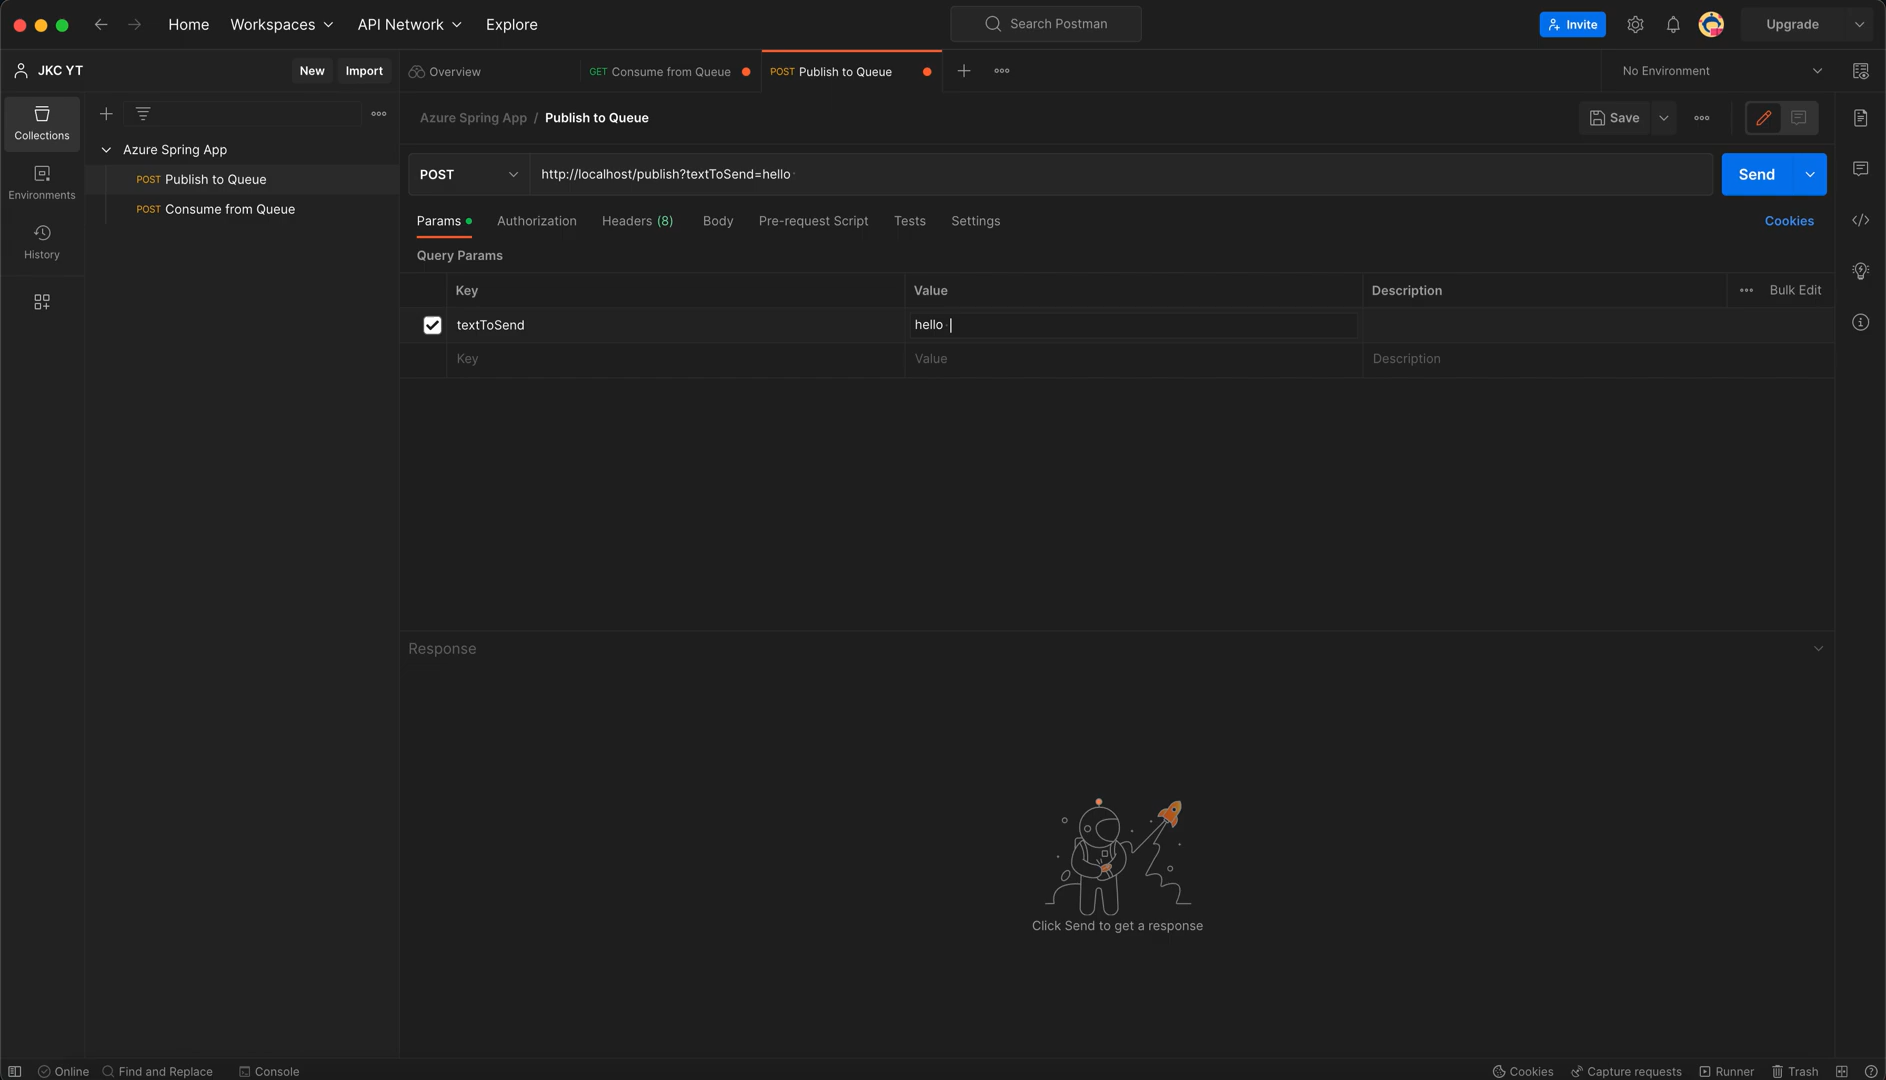 Home Workspaces API Network Explore
Search Postman
Invite
Upgrade
JKC YT
New Import
Overview
GET Consume from Queue
POST Publish to Queue
No Environment
Collections
Environments
History
Azure Spring App
POST Publish to Queue
POST Consume from Queue
Azure Spring App / Publish to Queue
Save
POST http://localhost/publish?textToSend=hello
Send
Params Authorization Headers (8) Body Pre-request Script Tests Settings
Cookies
Query Params
Key Value Description Bulk Edit
textToSend hello
Key Value Description
Response
Click Send to get a response
Online Find and Replace Console
Cookies Capture requests Runner Trash